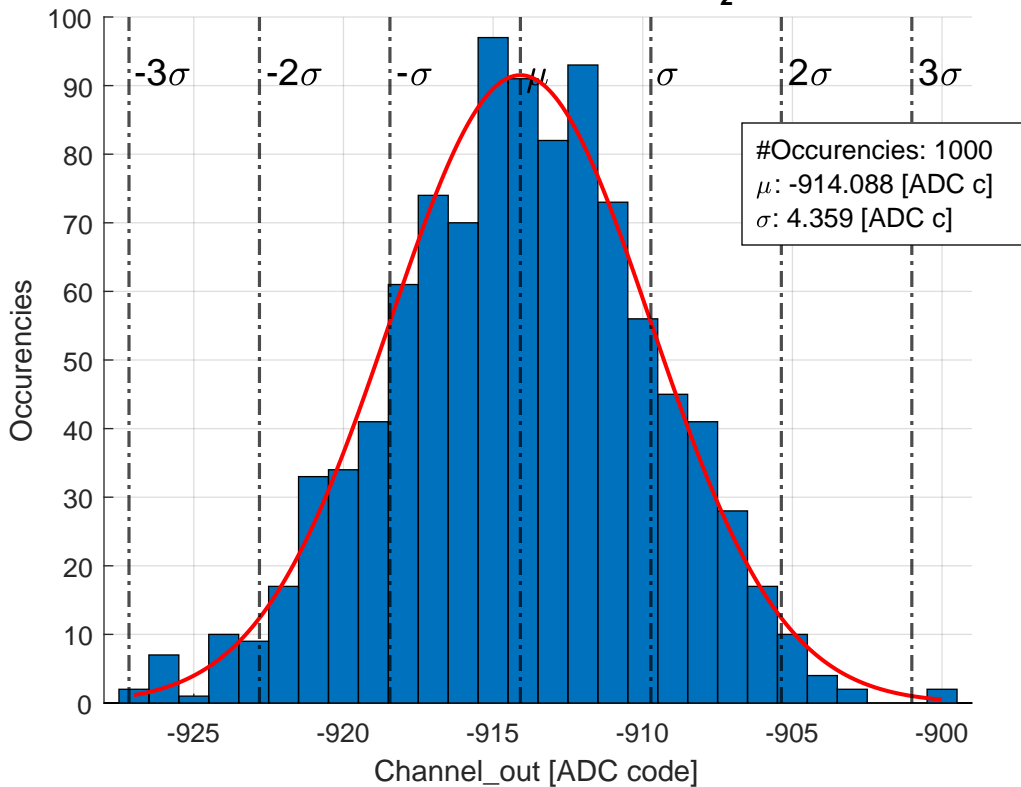 2
100
90
80
70
60
50
40
30
20
10
0
-3σ
-2σ
-σ
μ
σ
2σ
3σ
#Occurencies: 1000
μ: -914.088 [ADC c]
σ: 4.359 [ADC c]
Occurencies
-925
-920
-915
-910
-905
-900
Channel_out [ADC code]